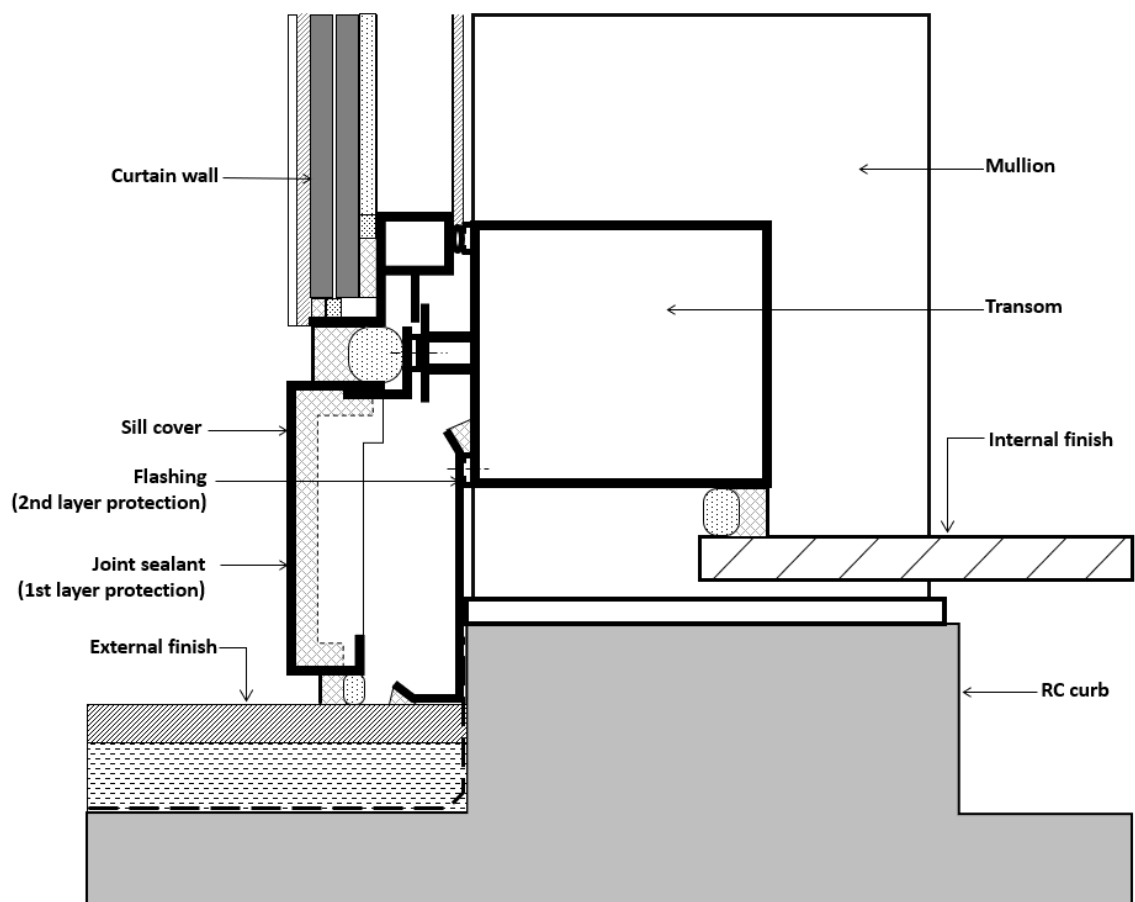 Curtain wall
Mullion
Transom
Sill cover
Internal finish
Flashing
(2nd layer protection)
Joint sealant
(1st layer protection)
External finish
RC curb